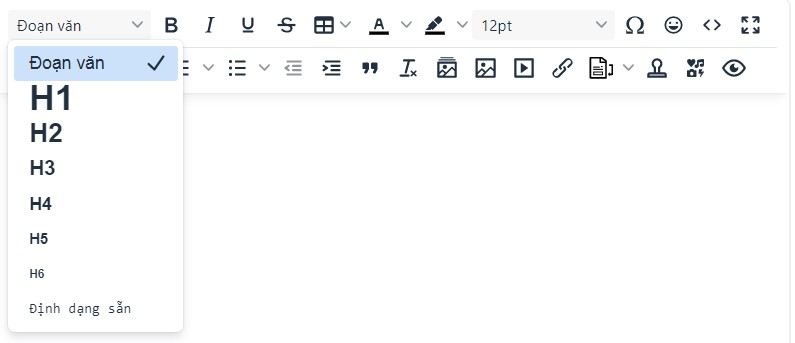 Đoạn văn
B I U S A 12pt Ω
Đoạn văn
H1
H2
H3
H4
H5
H6
Định dạng sẵn